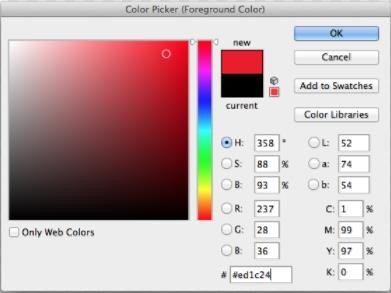 Color Picker (Foreground Color)
new
current
OK
Cancel
Add to Swatches
Color Libraries
H: 358 °
L: 52
S: 88 %
a: 74
B: 93 %
b: 54
R: 237
C: 1 %
G: 28
M: 99 %
B: 36
Y: 97 %
# #ed1c24
K: 0 %
Only Web Colors